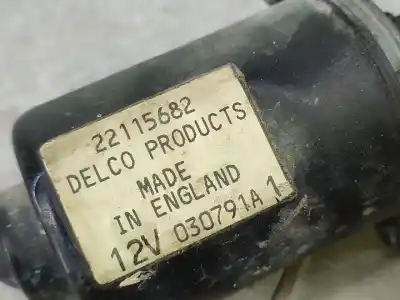 22115682
DELCO PRODUCTS
MADE
IN ENGLAND
12V 030791A 1